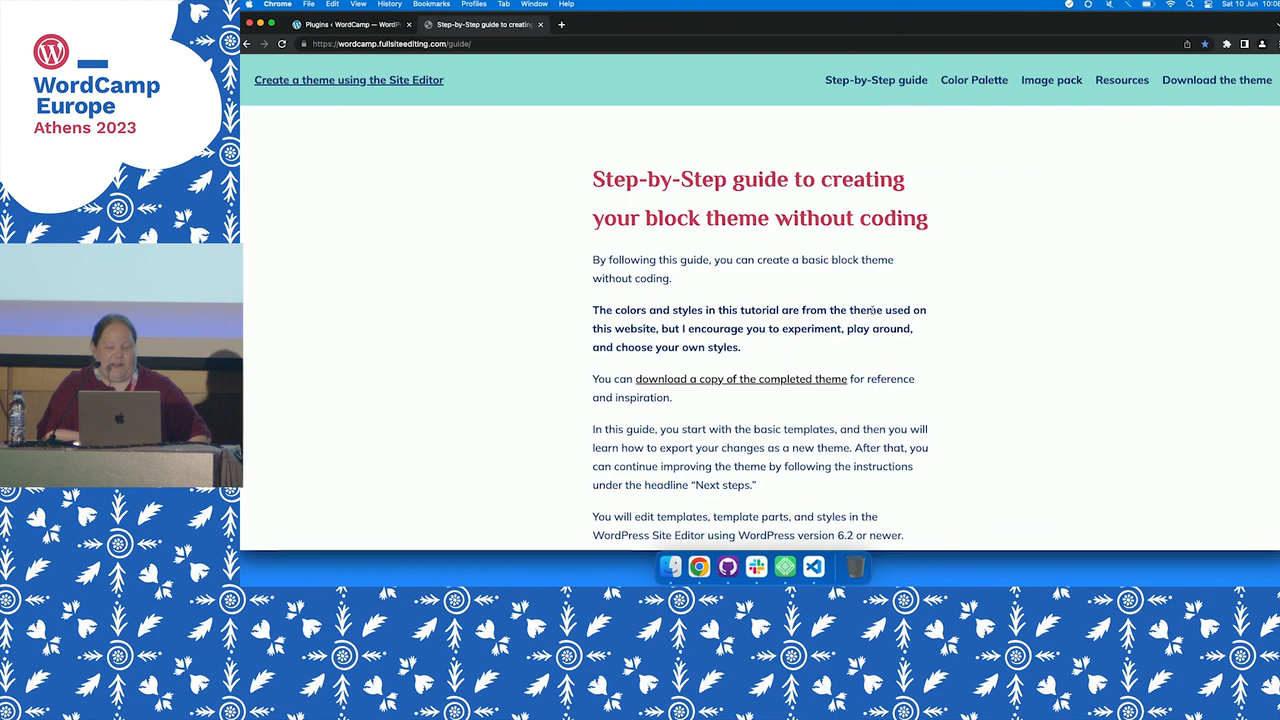 WordCamp
Europe
Athens 2023
Chrome File Edit View History Bookmarks Profiles Tab Window Help
Sat 10 Jun 10:08
Plugins ‹ WordCamp — WordP
Step-by-Step guide to creating
https://wordcamp.fullsiteediting.com/guide/
Create a theme using the Site Editor
Step-by-Step guide Color Palette Image pack Resources Download the theme
Step-by-Step guide to creating
your block theme without coding
By following this guide, you can create a basic block theme
without coding.
The colors and styles in this tutorial are from the theme used on
this website, but I encourage you to experiment, play around,
and choose your own styles.
You can download a copy of the completed theme for reference
and inspiration.
In this guide, you start with the basic templates, and then you will
learn how to export your changes as a new theme. After that, you
can continue improving the theme by following the instructions
under the headline “Next steps.”
You will edit templates, template parts, and styles in the
WordPress Site Editor using WordPress version 6.2 or newer.